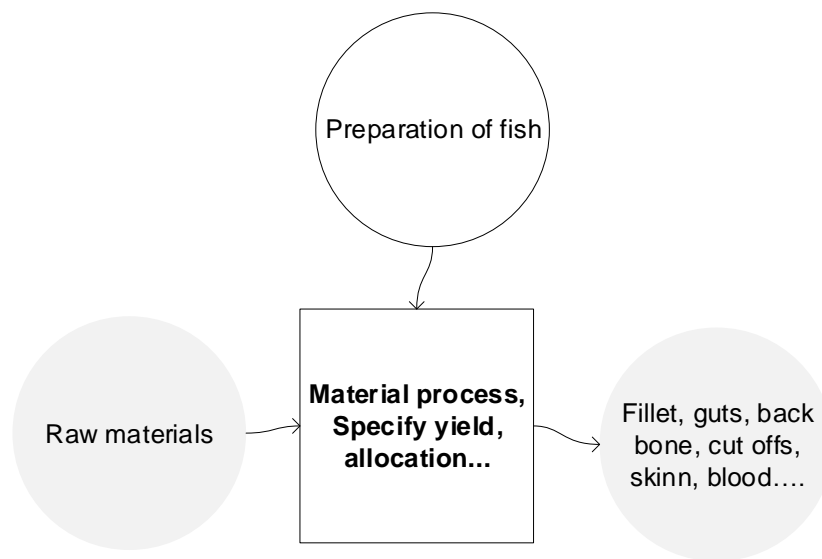 Preparation of fish
Raw materials
Material process,
Specify yield,
allocation...
Fillet, guts, back
bone, cut offs,
skinn, blood....